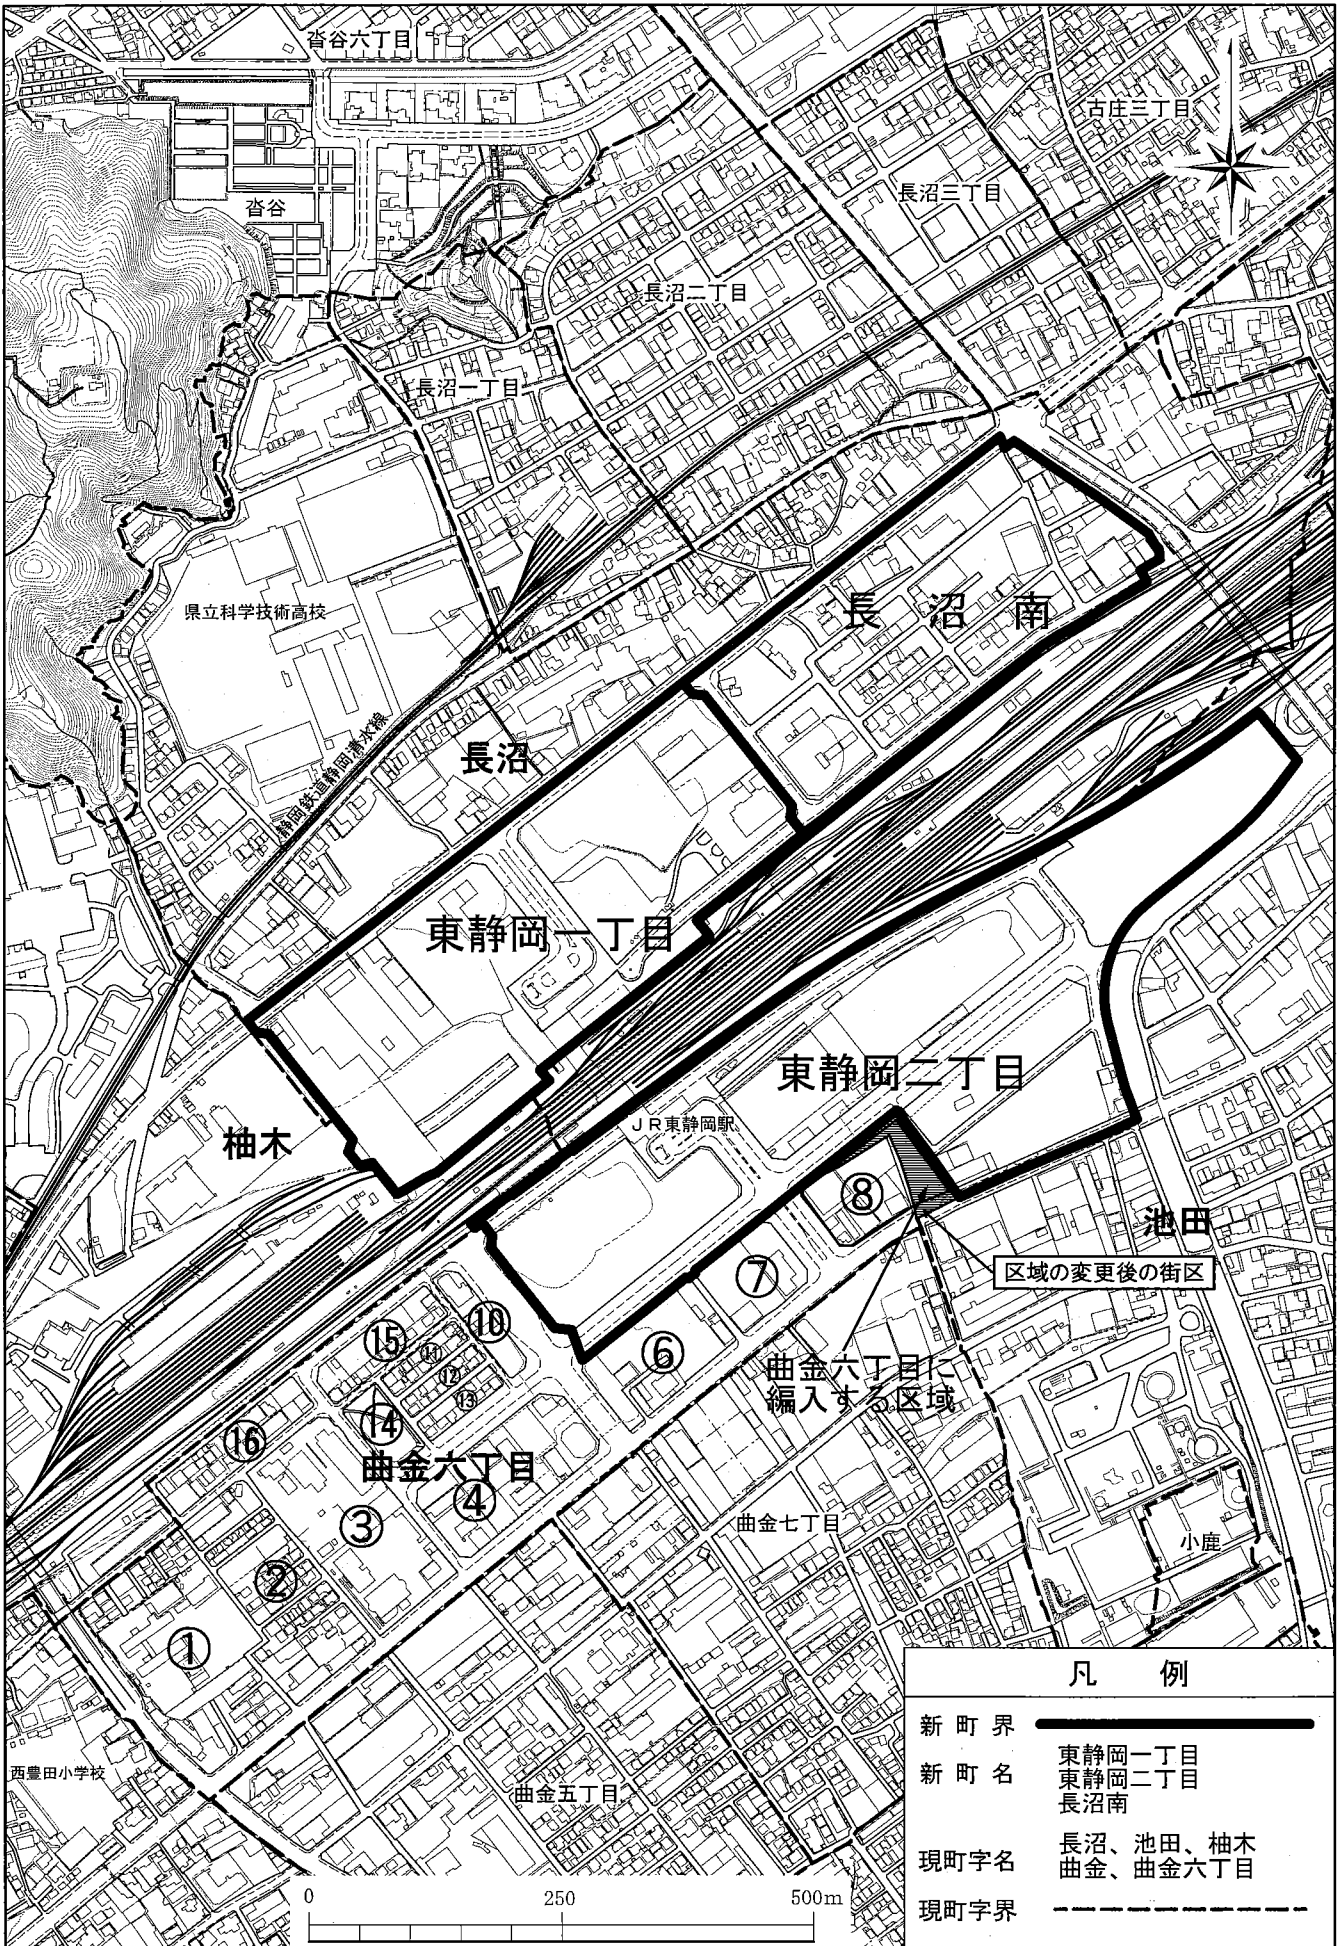 沓谷六丁目
古庄三丁目
長沼三丁目
沓谷
長沼二丁目
長沼一丁目
県立科学技術高校
長沼南
長沼
静岡鉄道静岡清水線
東静岡一丁目
東静岡二丁目
JR東静岡駅
柚木
⑧
池田
区域の変更後の街区
⑦
⑩
⑮
⑪
⑥
⑫
曲金六丁目に
編入する区域
⑬
⑭
⑯
曲金六丁目
④
③
曲金七丁目
小鹿
②
①
西豊田小学校
曲金五丁目
凡 例
新町界
新町名
東静岡一丁目
東静岡二丁目
長沼南
現町字名
長沼、池田、柚木
曲金、曲金六丁目
現町字界
0 250 500m